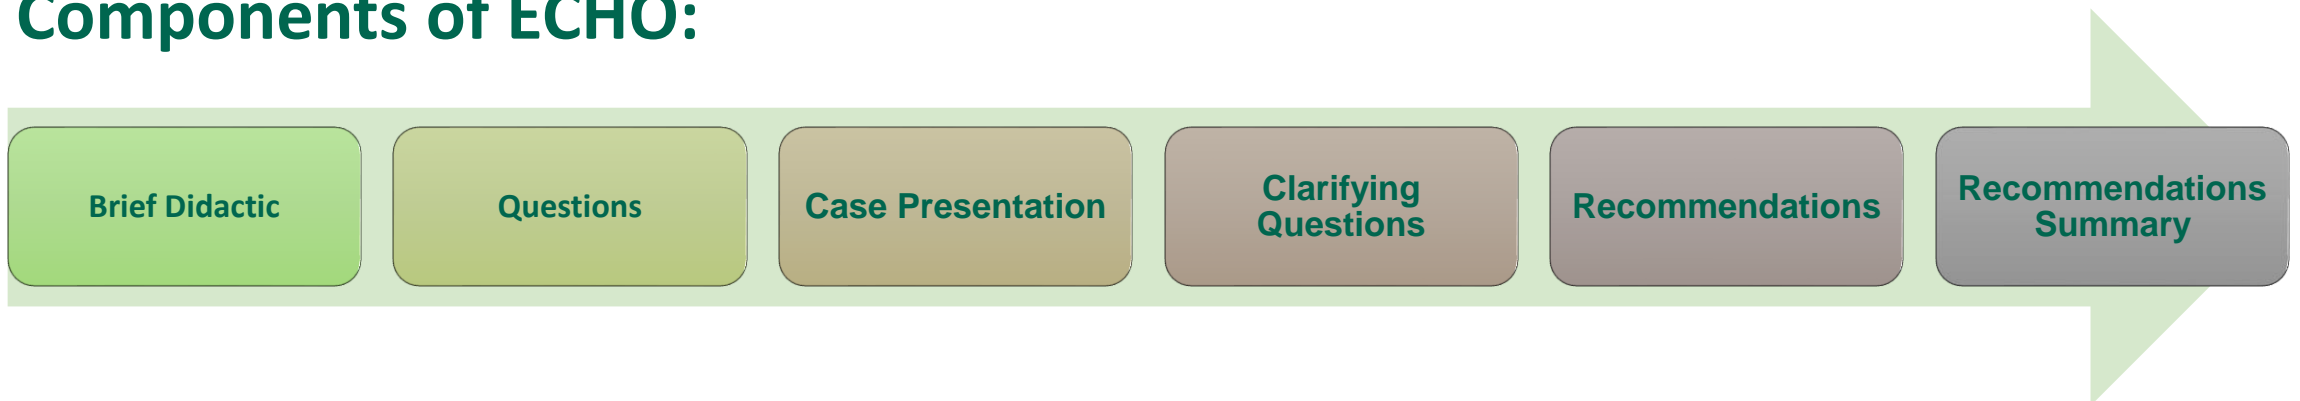 Components of ECHO:
Brief Didactic
Questions
Case Presentation
Clarifying
Questions
Recommendations
Recommendations
Summary